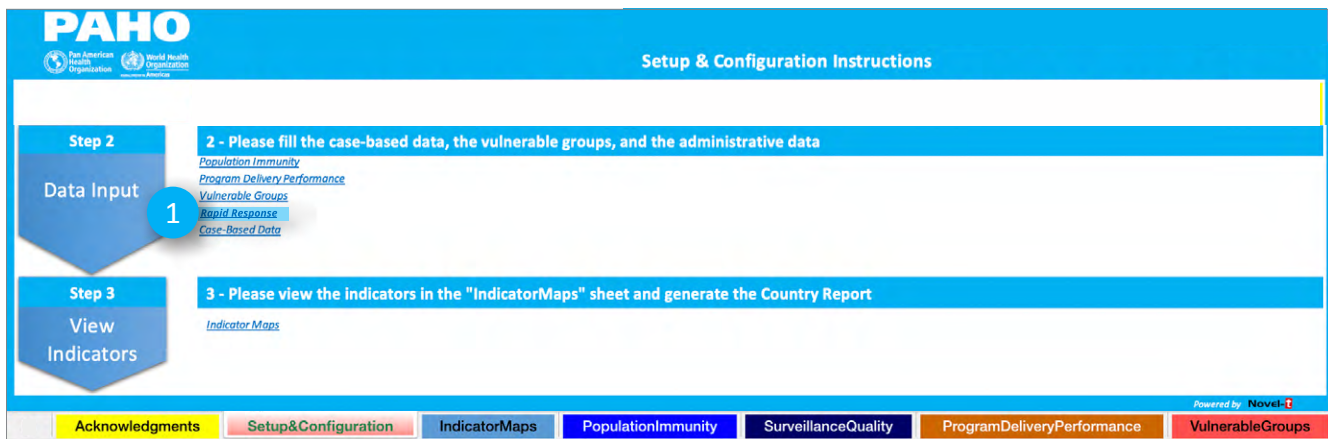 PAHO
Pan American
Health
Organization
World Health
Organization
Americas
Setup & Configuration Instructions
Step 2
2 - Please fill the case-based data, the vulnerable groups, and the administrative data
Data Input
Population Immunity
Program Delivery Performance
Vulnerable Groups
1
Rapid Response
Case-Based Data
Step 3
3 - Please view the indicators in the "IndicatorMaps" sheet and generate the Country Report
View
Indicators
Indicator Maps
Powered by Novel-t
Acknowledgments
Setup&Configuration
IndicatorMaps
PopulationImmunity
SurveillanceQuality
ProgramDeliveryPerformance
VulnerableGroups